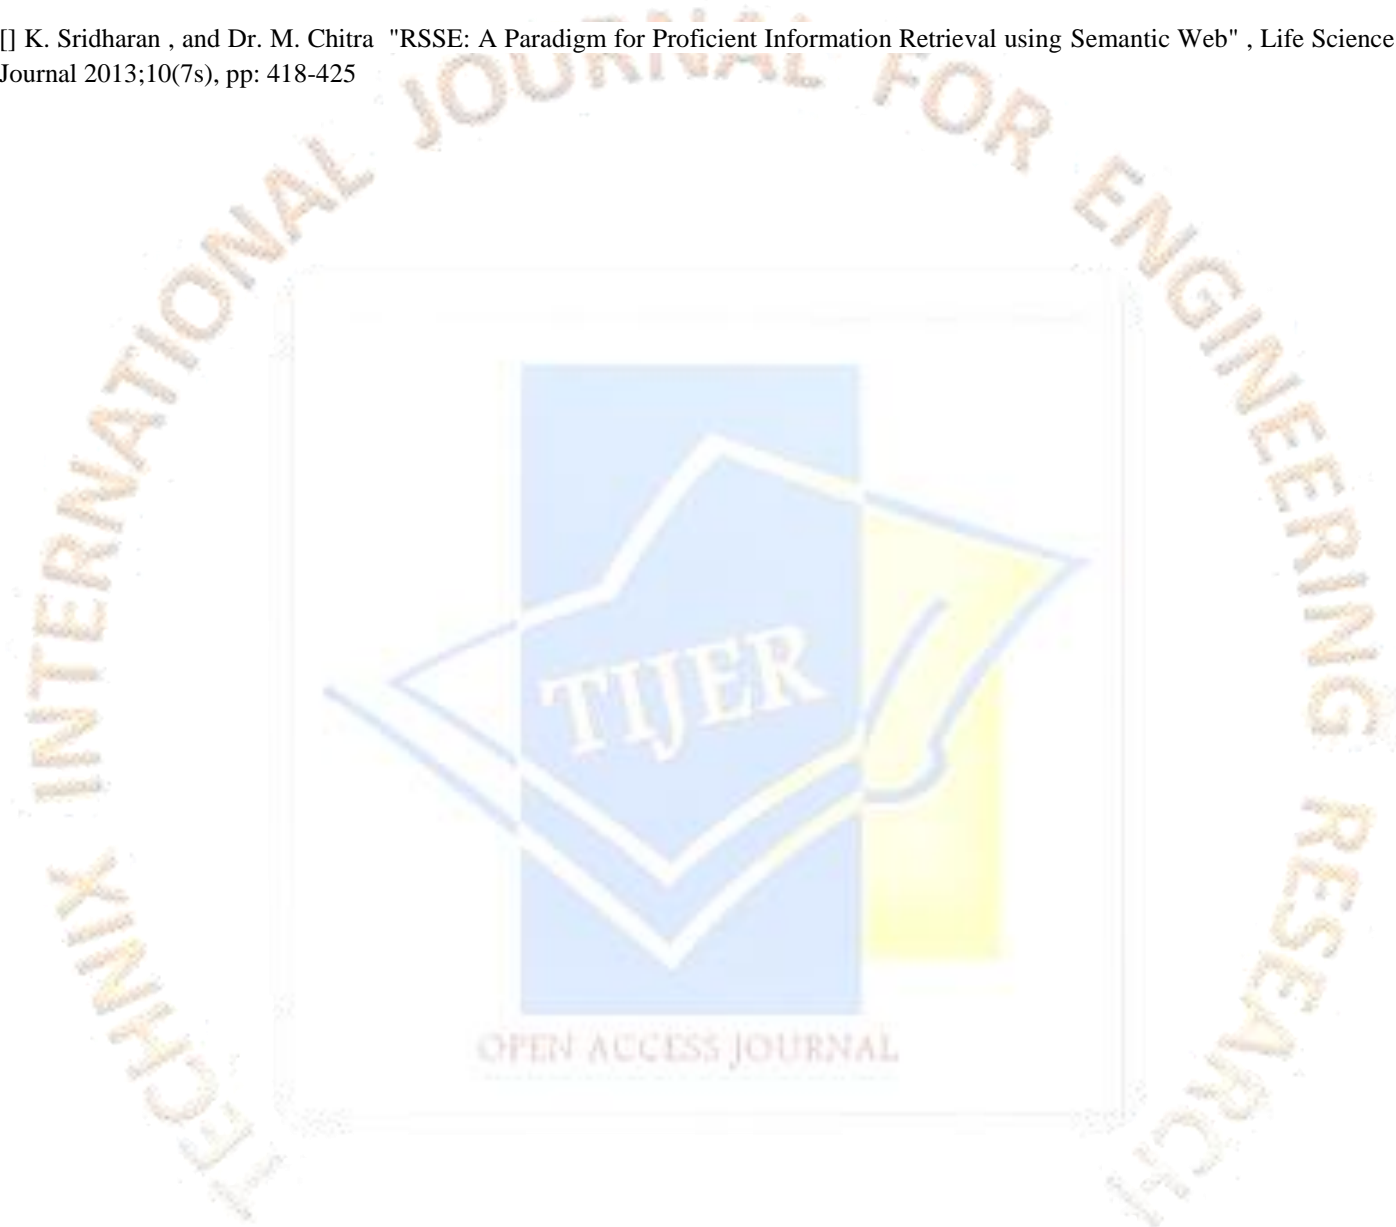 [] K. Sridharan , and Dr. M. Chitra  "RSSE: A Paradigm for Proficient Information Retrieval using Semantic Web" , Life Science
Journal 2013;10(7s), pp: 418-425
TECHNIX INTERNATIONAL JOURNAL FOR ENGINEERING RESEARCH
TIJER
OPEN ACCESS JOURNAL